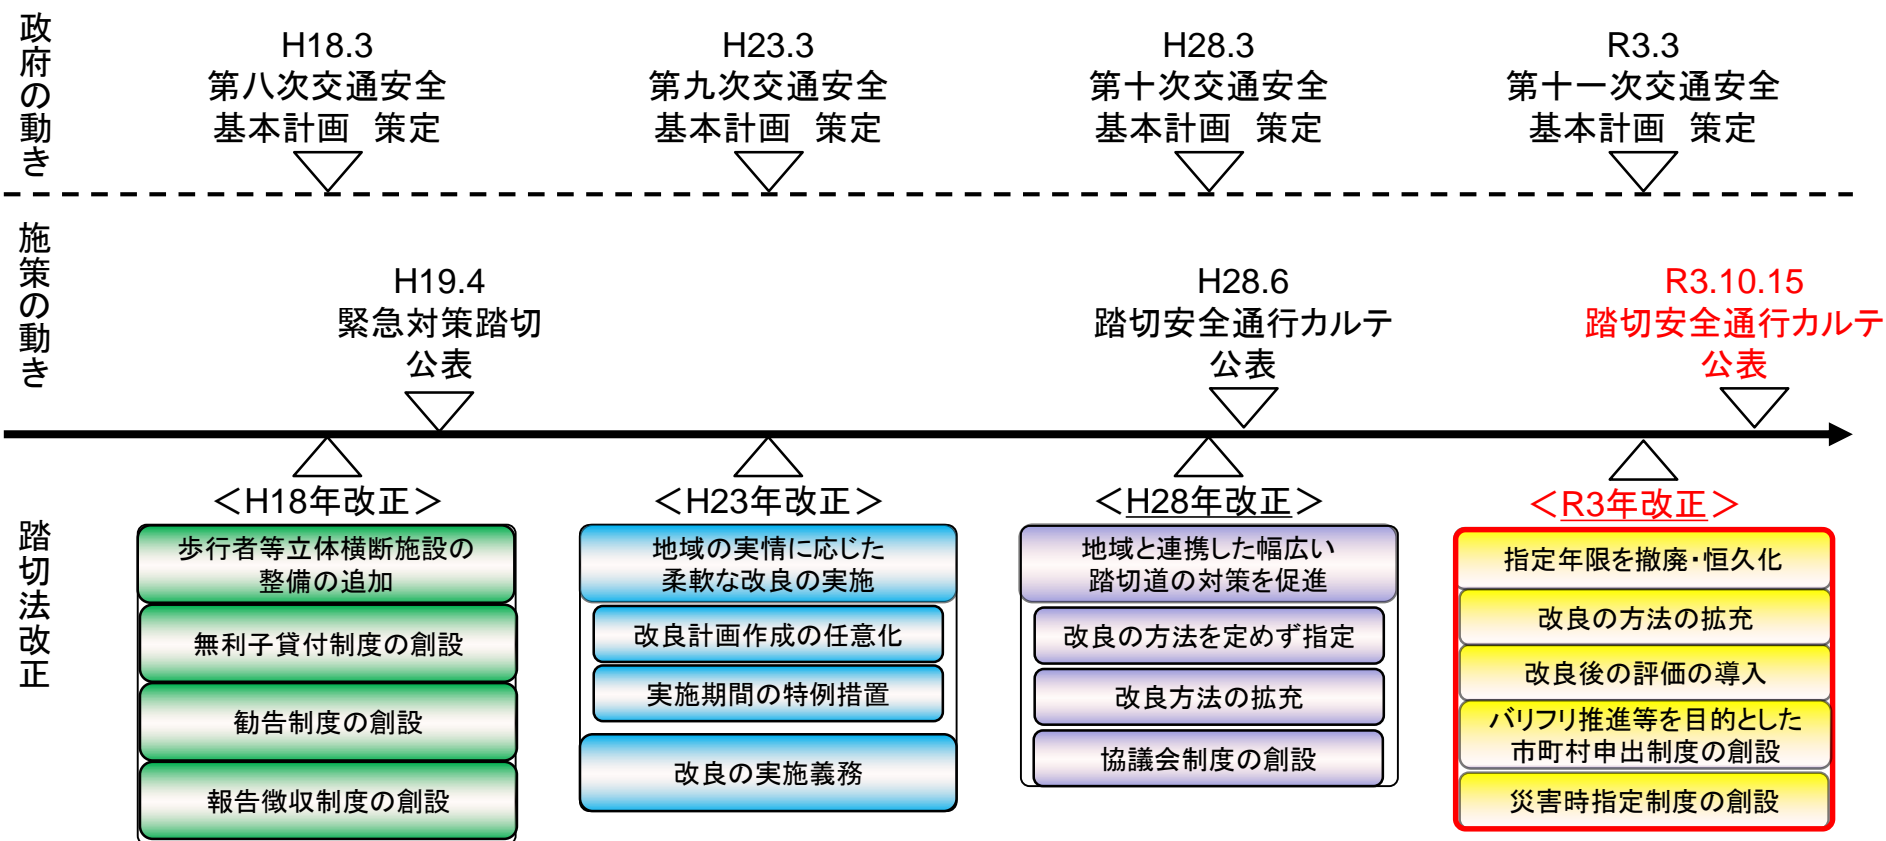 政府の動き
H18.3
第八次交通安全
基本計画　策定
H23.3
第九次交通安全
基本計画　策定
H28.3
第十次交通安全
基本計画　策定
R3.3
第十一次交通安全
基本計画　策定
施策の動き
H19.4
緊急対策踏切
公表
H28.6
踏切安全通行カルテ
公表
R3.10.15
踏切安全通行カルテ
公表
踏切法改正
＜H18年改正＞
歩行者等立体横断施設の
整備の追加
無利子貸付制度の創設
勧告制度の創設
報告徴収制度の創設
＜H23年改正＞
地域の実情に応じた
柔軟な改良の実施
改良計画作成の任意化
実施期間の特例措置
改良の実施義務
＜H28年改正＞
地域と連携した幅広い
踏切道の対策を促進
改良の方法を定めず指定
改良方法の拡充
協議会制度の創設
＜R3年改正＞
指定年限を撤廃・恒久化
改良の方法の拡充
改良後の評価の導入
バリフリ推進等を目的とした
市町村申出制度の創設
災害時指定制度の創設